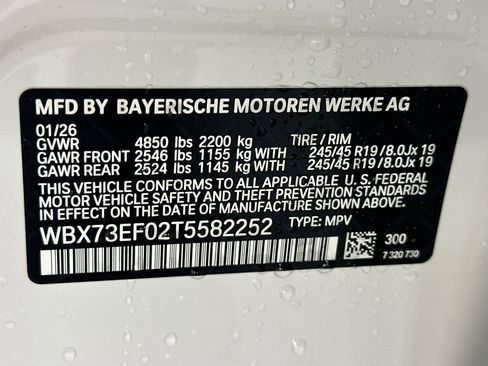 MFD BY BAYERISCHE MOTOREN WERKE AG
01/26
GVWR 4850 lbs 2200 kg TIRE / RIM
GAWR FRONT 2546 lbs 1155 kg WITH 245/45 R19/8.0Jx 19
GAWR REAR 2524 lbs 1145 kg WITH 245/45 R19/8.0Jx 19
THIS VEHICLE CONFORMS TO ALL APPLICABLE U. S. FEDERAL
MOTOR VEHICLE SAFETY AND THEFT PREVENTION STANDARDS
IN EFFECT ON THE DATE OF MANUFACTURE SHOWN ABOVE.
WBX73EF02T5582252 TYPE: MPV
300
7 320 730